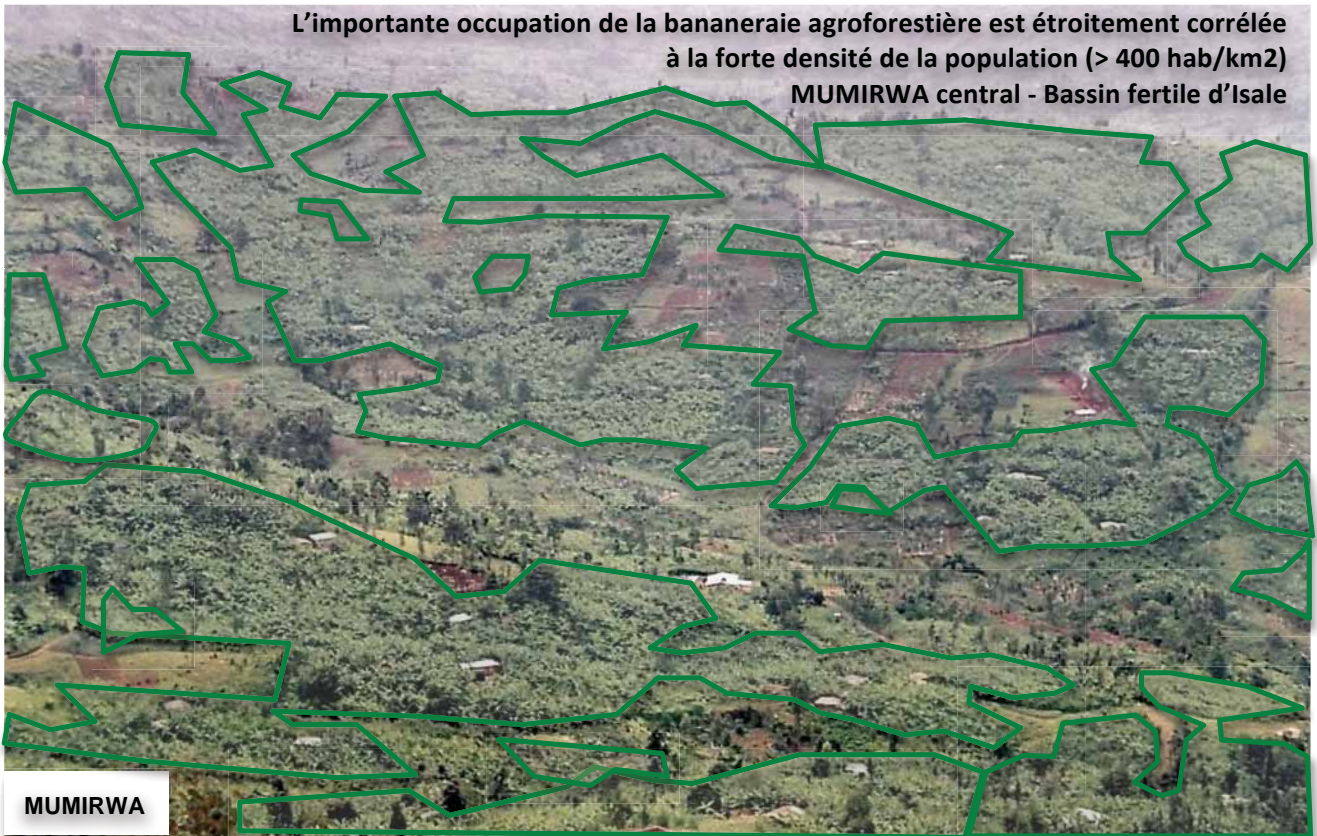 L'importante occupation de la bananeraie agroforestière est étroitement corrélée
à la forte densité de la population (> 400 hab/km2)
MUMIRWA central - Bassin fertile d'Isale
MUMIRWA